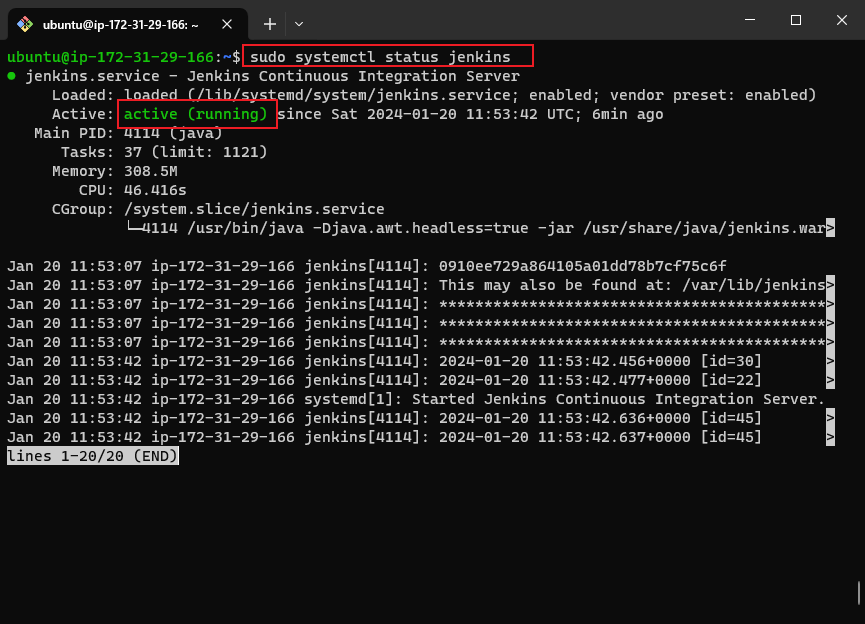 ubuntu@ip-172-31-29-166: ~
ubuntu@ip-172-31-29-166:~$ sudo systemctl status jenkins
● jenkins.service - Jenkins Continuous Integration Server
     Loaded: loaded (/lib/systemd/system/jenkins.service; enabled; vendor preset: enabled)
     Active: active (running) since Sat 2024-01-20 11:53:42 UTC; 6min ago
   Main PID: 4114 (java)
      Tasks: 37 (limit: 1121)
     Memory: 308.5M
        CPU: 46.416s
     CGroup: /system.slice/jenkins.service
             └─4114 /usr/bin/java -Djava.awt.headless=true -jar /usr/share/java/jenkins.war>
Jan 20 11:53:07 ip-172-31-29-166 jenkins[4114]: 0910ee729a864105a01dd78b7cf75c6f
Jan 20 11:53:07 ip-172-31-29-166 jenkins[4114]: This may also be found at: /var/lib/jenkins>
Jan 20 11:53:07 ip-172-31-29-166 jenkins[4114]: *******************************************>
Jan 20 11:53:07 ip-172-31-29-166 jenkins[4114]: *******************************************>
Jan 20 11:53:07 ip-172-31-29-166 jenkins[4114]: *******************************************>
Jan 20 11:53:42 ip-172-31-29-166 jenkins[4114]: 2024-01-20 11:53:42.456+0000 [id=30]       >
Jan 20 11:53:42 ip-172-31-29-166 jenkins[4114]: 2024-01-20 11:53:42.477+0000 [id=22]       >
Jan 20 11:53:42 ip-172-31-29-166 systemd[1]: Started Jenkins Continuous Integration Server.
Jan 20 11:53:42 ip-172-31-29-166 jenkins[4114]: 2024-01-20 11:53:42.636+0000 [id=45]       >
Jan 20 11:53:42 ip-172-31-29-166 jenkins[4114]: 2024-01-20 11:53:42.637+0000 [id=45]       >
lines 1-20/20 (END)